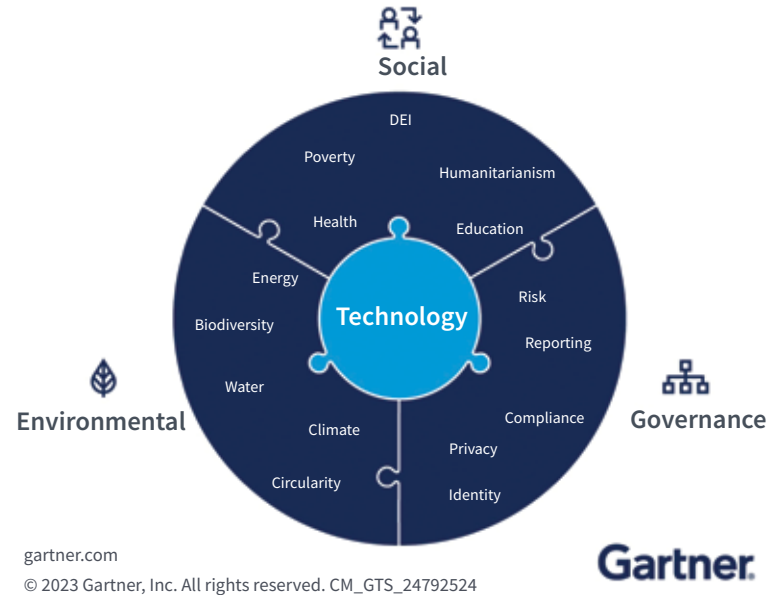 Social
DEI
Poverty
Humanitarianism
Health
Education
Energy
Biodiversity
Water
Climate
Circularity
Technology
Risk
Reporting
Compliance
Privacy
Identity
Environmental
Governance
gartner.com
© 2023 Gartner, Inc. All rights reserved. CM_GTS_24792524
Gartner.